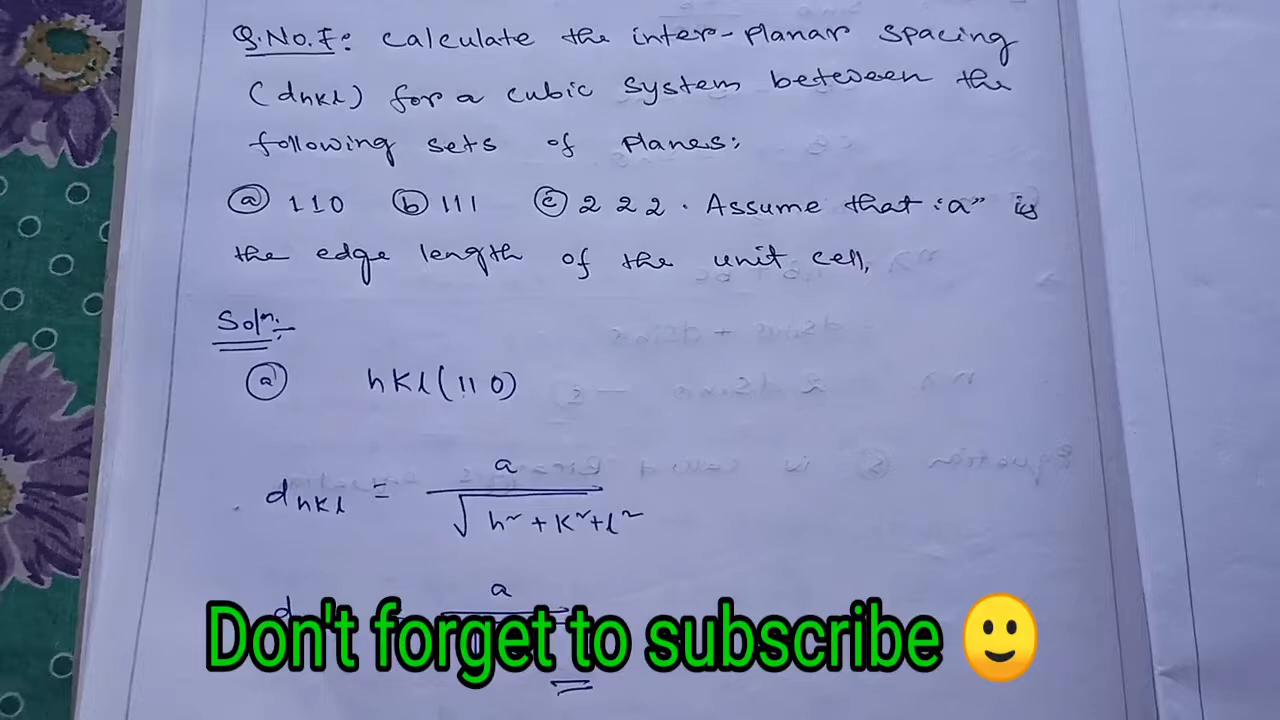 Q.No.I: Calculate the inter-planar spacing
(dhkl) for a cubic system between the
following sets of planes:
ⓐ 110 ⓑ 111 ⓒ 222. Assume that "a" is
the edge length of the unit cell,
Soln:-
ⓐ hkl(110)
dhkl = a / √h²+k²+l²
d a
Don't forget to subscribe 🙂